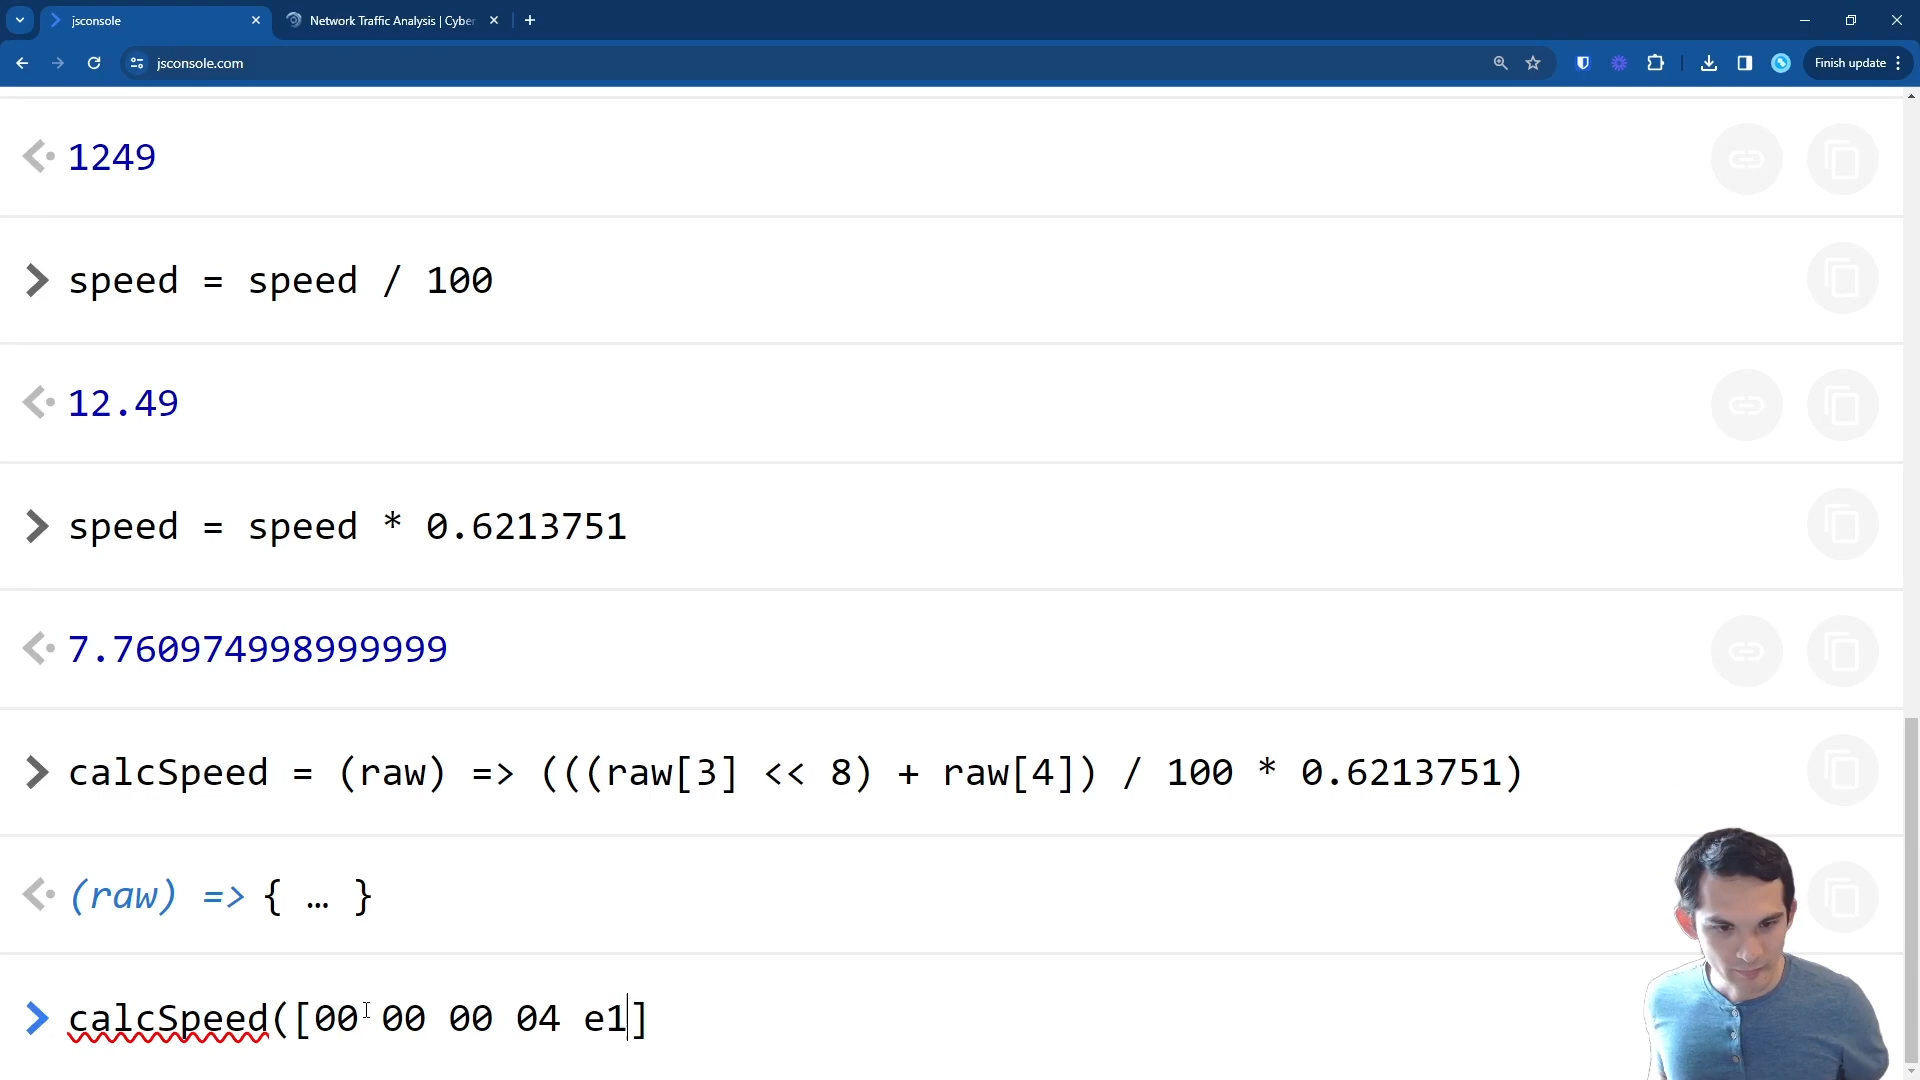 jsconsole
Network Traffic Analysis | Cyber
jsconsole.com
Finish update
1249
speed = speed / 100
12.49
speed = speed * 0.6213751
7.760974998999999
calcSpeed = (raw) => (((raw[3] << 8) + raw[4]) / 100 * 0.6213751)
(raw) => { … }
calcSpeed([00 00 00 04 e1]